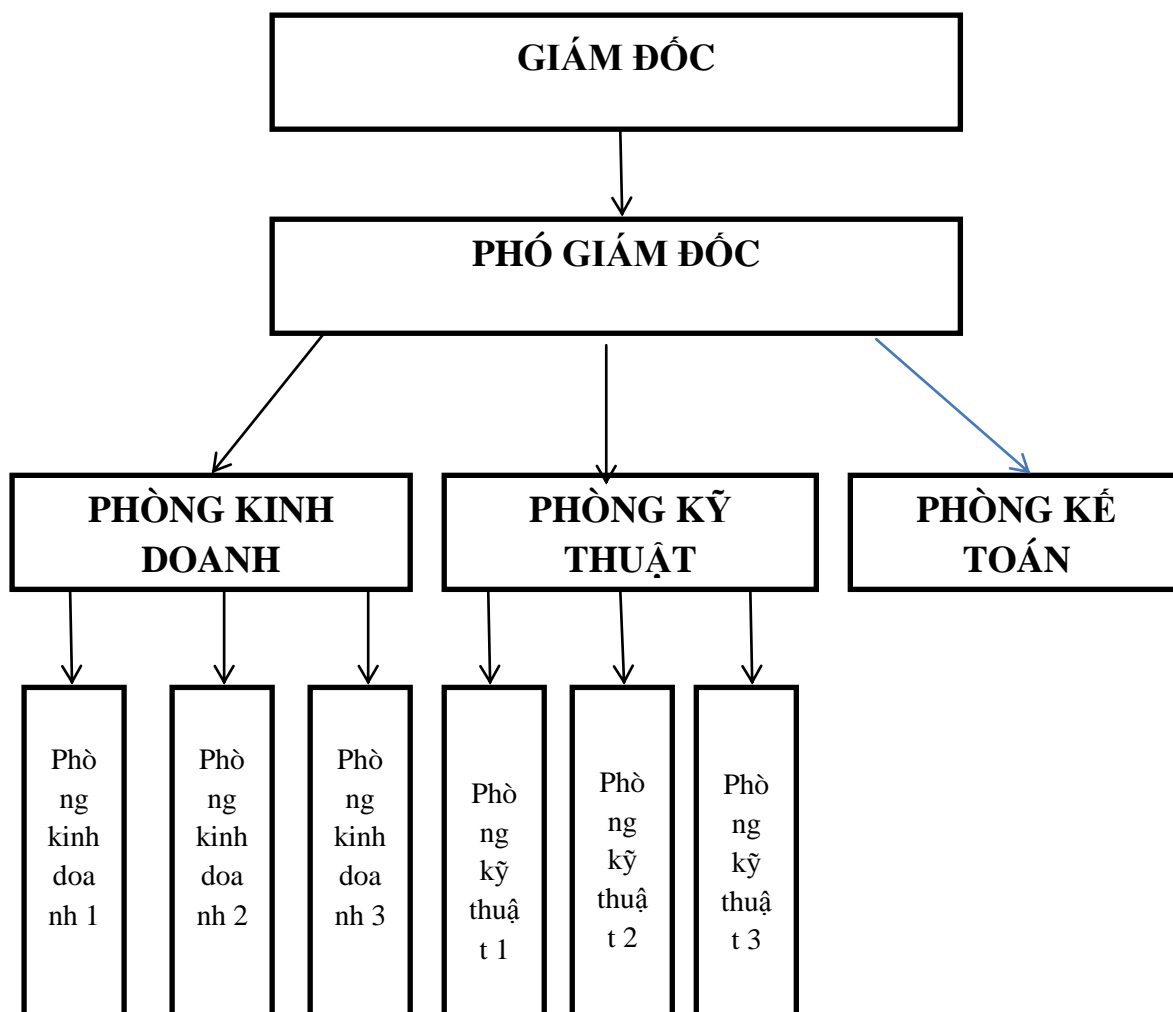 GIÁM ĐỐC
PHÓ GIÁM ĐỐC
PHÒNG KINH
DOANH
PHÒNG KỸ
THUẬT
PHÒNG KẾ
TOÁN
Phò
ng
kinh
doa
nh 1
Phò
ng
kinh
doa
nh 2
Phò
ng
kinh
doa
nh 3
Phò
ng
kỹ
thuậ
t 1
Phò
ng
kỹ
thuậ
t 2
Phò
ng
kỹ
thuậ
t 3